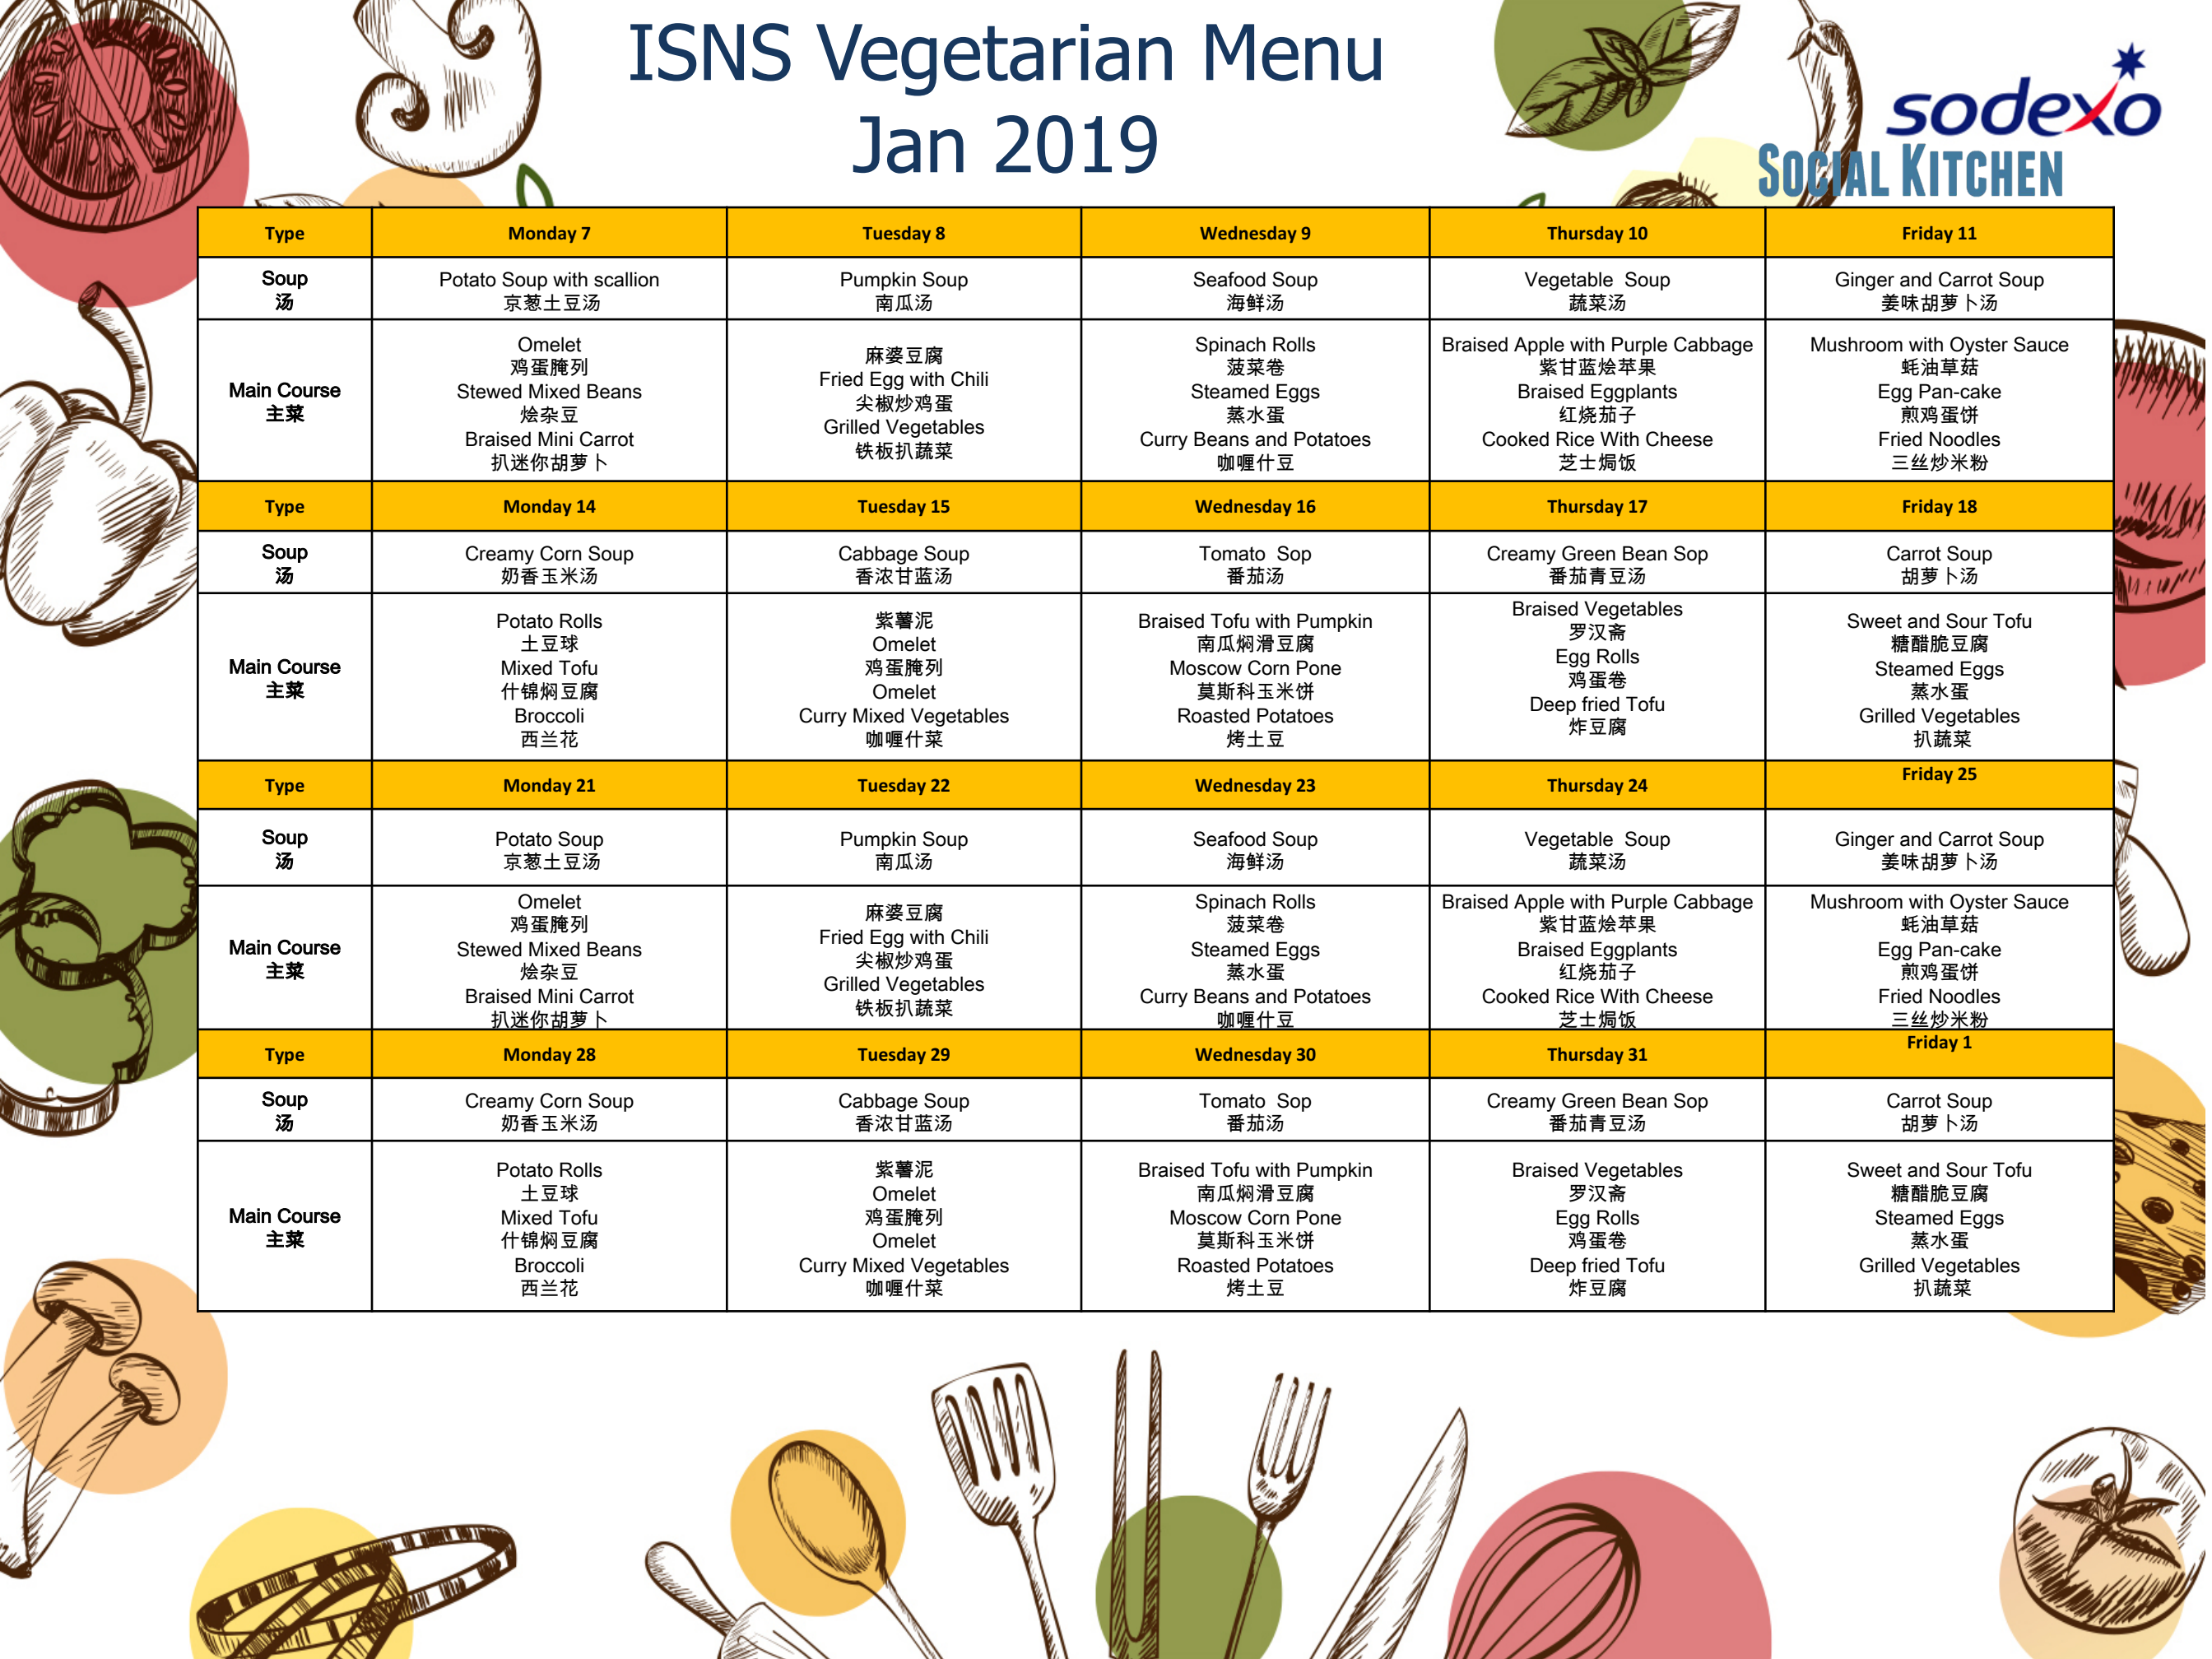 ISNS Vegetarian Menu
Jan 2019
sodexo
SOCIAL KITCHEN
Type Monday 7 Tuesday 8 Wednesday 9 Thursday 10 Friday 11
Soup
汤
Potato Soup with scallion
京葱土豆汤
Pumpkin Soup
南瓜汤
Seafood Soup
海鲜汤
Vegetable Soup
蔬菜汤
Ginger and Carrot Soup
姜味胡萝卜汤
Main Course
主菜
Omelet
鸡蛋腌列
Stewed Mixed Beans
烩杂豆
Braised Mini Carrot
扒迷你胡萝卜
麻婆豆腐
Fried Egg with Chili
尖椒炒鸡蛋
Grilled Vegetables
铁板扒蔬菜
Spinach Rolls
菠菜卷
Steamed Eggs
蒸水蛋
Curry Beans and Potatoes
咖喱什豆
Braised Apple with Purple Cabbage
紫甘蓝烩苹果
Braised Eggplants
红烧茄子
Cooked Rice With Cheese
芝士焗饭
Mushroom with Oyster Sauce
蚝油草菇
Egg Pan-cake
煎鸡蛋饼
Fried Noodles
三丝炒米粉
Type Monday 14 Tuesday 15 Wednesday 16 Thursday 17 Friday 18
Soup
汤
Creamy Corn Soup
奶香玉米汤
Cabbage Soup
香浓甘蓝汤
Tomato Sop
番茄汤
Creamy Green Bean Sop
番茄青豆汤
Carrot Soup
胡萝卜汤
Main Course
主菜
Potato Rolls
土豆球
Mixed Tofu
什锦焖豆腐
Broccoli
西兰花
紫薯泥
Omelet
鸡蛋腌列
Omelet
Curry Mixed Vegetables
咖喱什菜
Braised Tofu with Pumpkin
南瓜焖滑豆腐
Moscow Corn Pone
莫斯科玉米饼
Roasted Potatoes
烤土豆
Braised Vegetables
罗汉斋
Egg Rolls
鸡蛋卷
Deep fried Tofu
炸豆腐
Sweet and Sour Tofu
糖醋脆豆腐
Steamed Eggs
蒸水蛋
Grilled Vegetables
扒蔬菜
Type Monday 21 Tuesday 22 Wednesday 23 Thursday 24 Friday 25
Soup
汤
Potato Soup
京葱土豆汤
Pumpkin Soup
南瓜汤
Seafood Soup
海鲜汤
Vegetable Soup
蔬菜汤
Ginger and Carrot Soup
姜味胡萝卜汤
Main Course
主菜
Omelet
鸡蛋腌列
Stewed Mixed Beans
烩杂豆
Braised Mini Carrot
扒迷你胡萝卜
麻婆豆腐
Fried Egg with Chili
尖椒炒鸡蛋
Grilled Vegetables
铁板扒蔬菜
Spinach Rolls
菠菜卷
Steamed Eggs
蒸水蛋
Curry Beans and Potatoes
咖喱什豆
Braised Apple with Purple Cabbage
紫甘蓝烩苹果
Braised Eggplants
红烧茄子
Cooked Rice With Cheese
芝士焗饭
Mushroom with Oyster Sauce
蚝油草菇
Egg Pan-cake
煎鸡蛋饼
Fried Noodles
三丝炒米粉
Type Monday 28 Tuesday 29 Wednesday 30 Thursday 31 Friday 1
Soup
汤
Creamy Corn Soup
奶香玉米汤
Cabbage Soup
香浓甘蓝汤
Tomato Sop
番茄汤
Creamy Green Bean Sop
番茄青豆汤
Carrot Soup
胡萝卜汤
Main Course
主菜
Potato Rolls
土豆球
Mixed Tofu
什锦焖豆腐
Broccoli
西兰花
紫薯泥
Omelet
鸡蛋腌列
Omelet
Curry Mixed Vegetables
咖喱什菜
Braised Tofu with Pumpkin
南瓜焖滑豆腐
Moscow Corn Pone
莫斯科玉米饼
Roasted Potatoes
烤土豆
Braised Vegetables
罗汉斋
Egg Rolls
鸡蛋卷
Deep fried Tofu
炸豆腐
Sweet and Sour Tofu
糖醋脆豆腐
Steamed Eggs
蒸水蛋
Grilled Vegetables
扒蔬菜